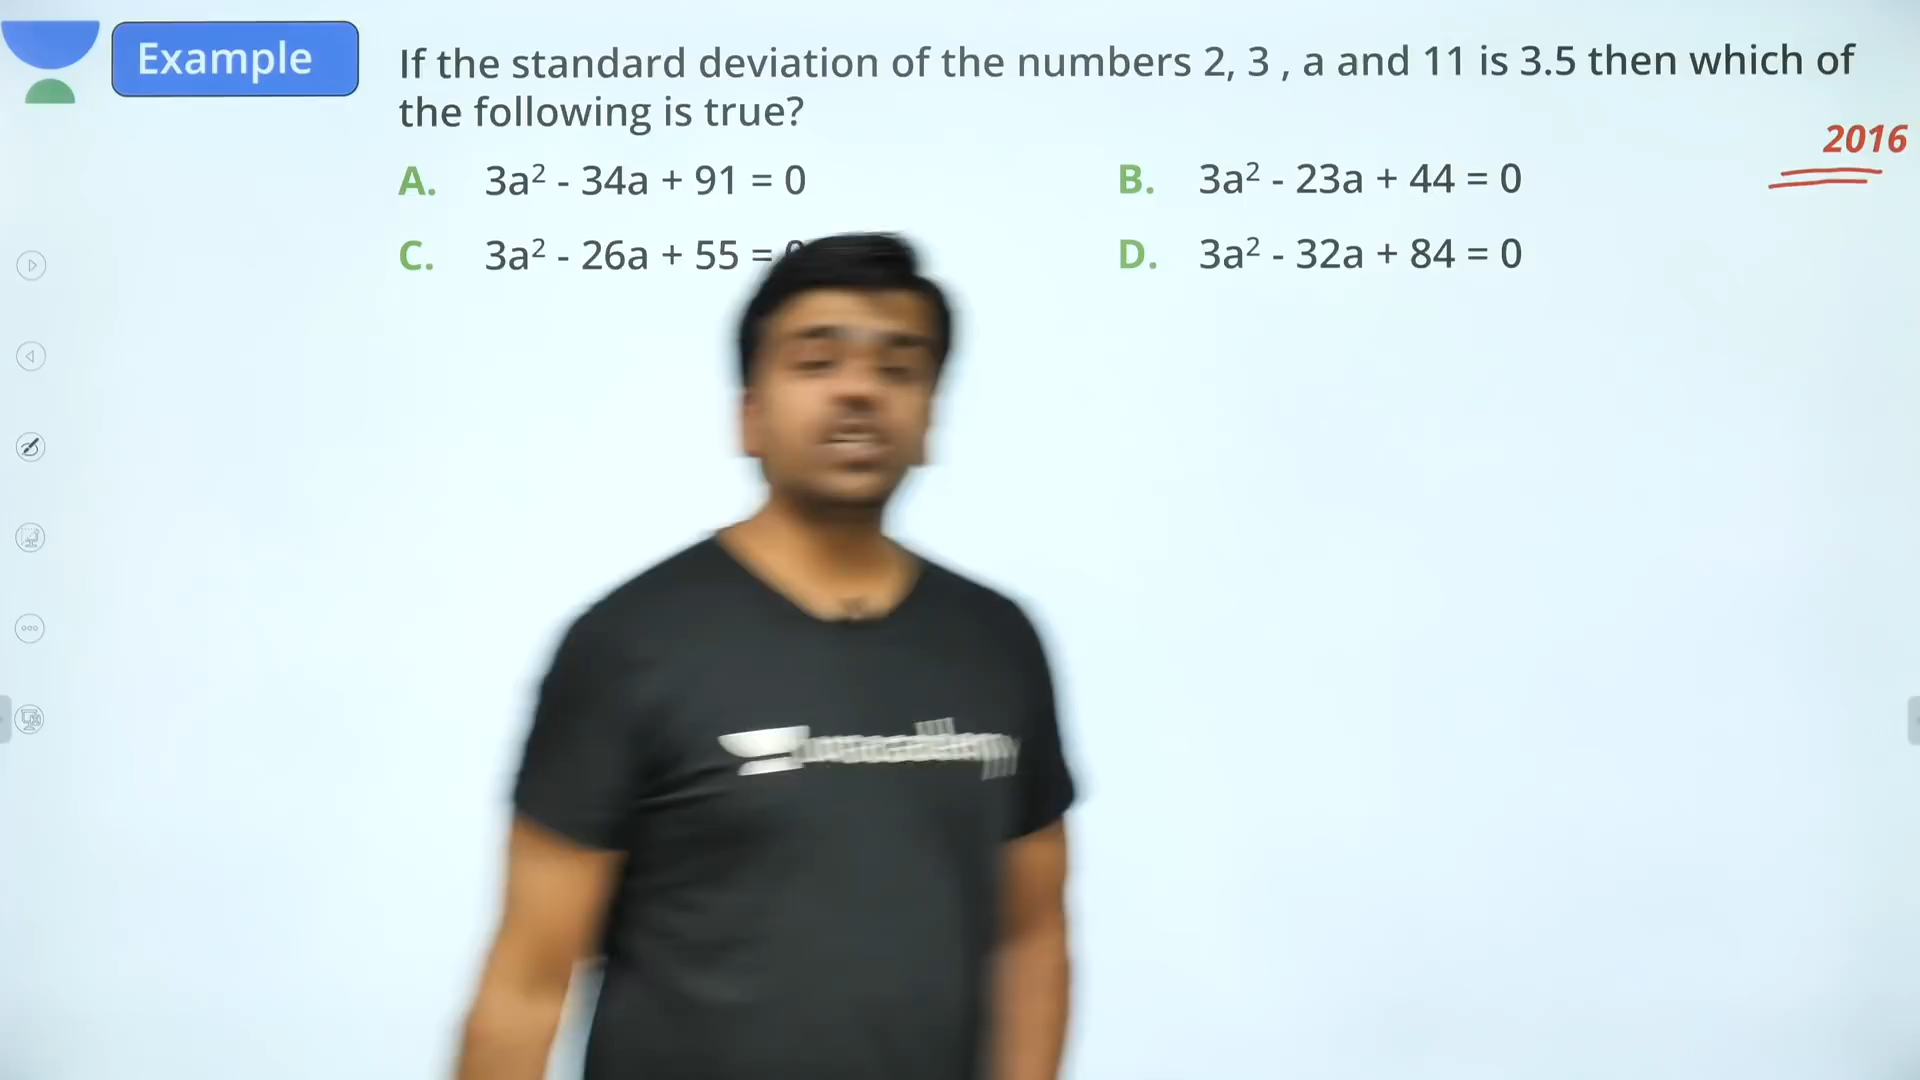 Example
If the standard deviation of the numbers 2, 3 , a and 11 is 3.5 then which of
the following is true?
2016
A. 3a² - 34a + 91 = 0
B. 3a² - 23a + 44 = 0
C. 3a² - 26a + 55 =
D. 3a² - 32a + 84 = 0